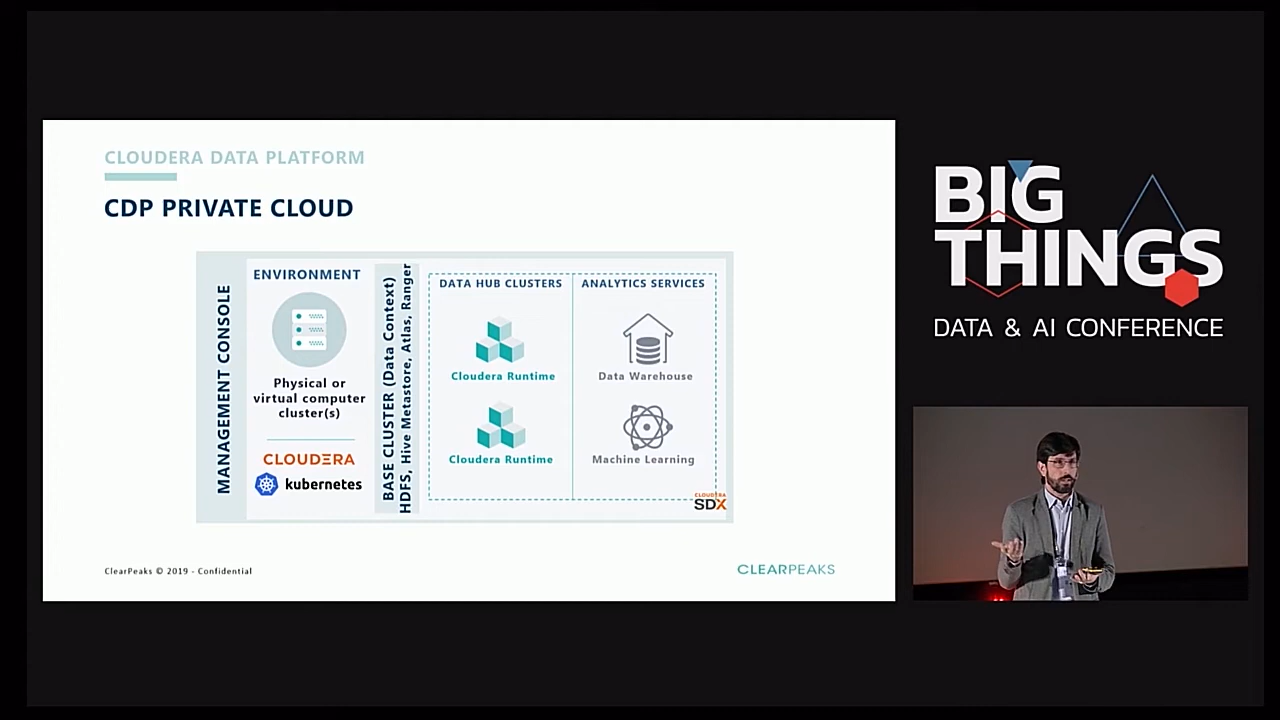 CLOUDERA DATA PLATFORM
CDP PRIVATE CLOUD
MANAGEMENT CONSOLE
ENVIRONMENT
Physical or
virtual computer
cluster(s)
CLOUDERA
kubernetes
BASE CLUSTER (Data Context)
HDFS, Hive Metastore, Atlas, Ranger
DATA HUB CLUSTERS
Cloudera Runtime
Cloudera Runtime
ANALYTICS SERVICES
Data Warehouse
Machine Learning
CLOUDERA
SDX
ClearPeaks © 2019 - Confidential
CLEARPEAKS
BIG
THINGS
DATA & AI CONFERENCE